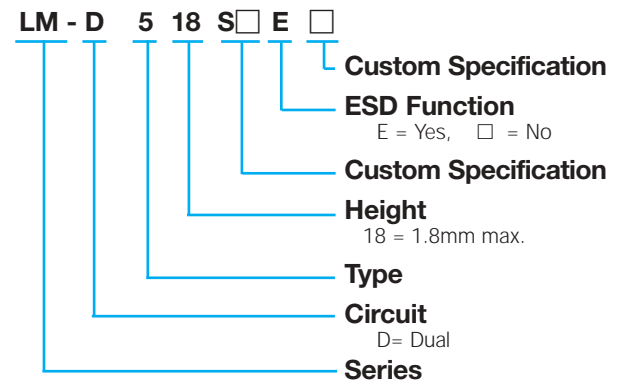 LM - D 5 18 S□ E □
Custom Specification
ESD Function
E = Yes, □ = No
Custom Specification
Height
18 = 1.8mm max.
Type
Circuit
D= Dual
Series